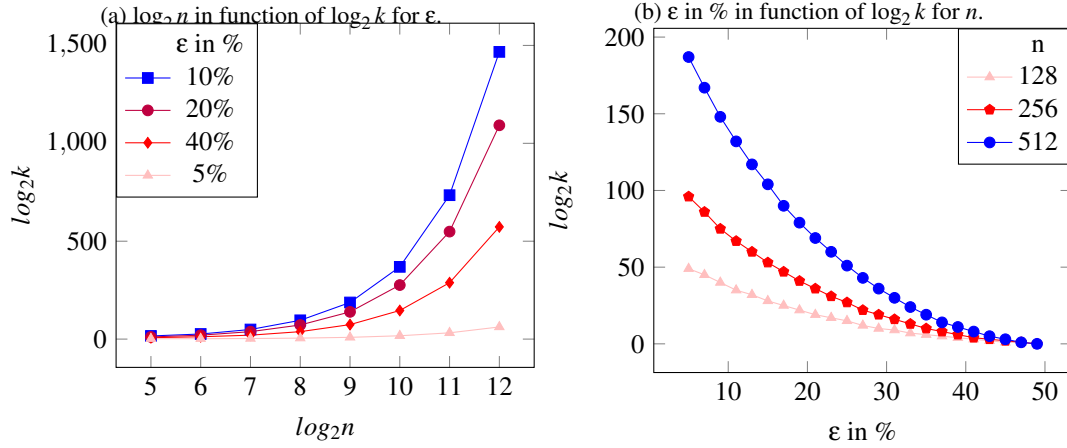 (a) log₂ n in function of log₂ k for ε.
(b) ε in % in function of log₂ k for n.
1,500
1,000
500
0
log₂k
ε in %
10%
20%
40%
5%
5 6 7 8 9 10 11 12
log₂n
200
150
100
50
0
log₂k
n
128
256
512
10 20 30 40 50
ε in %